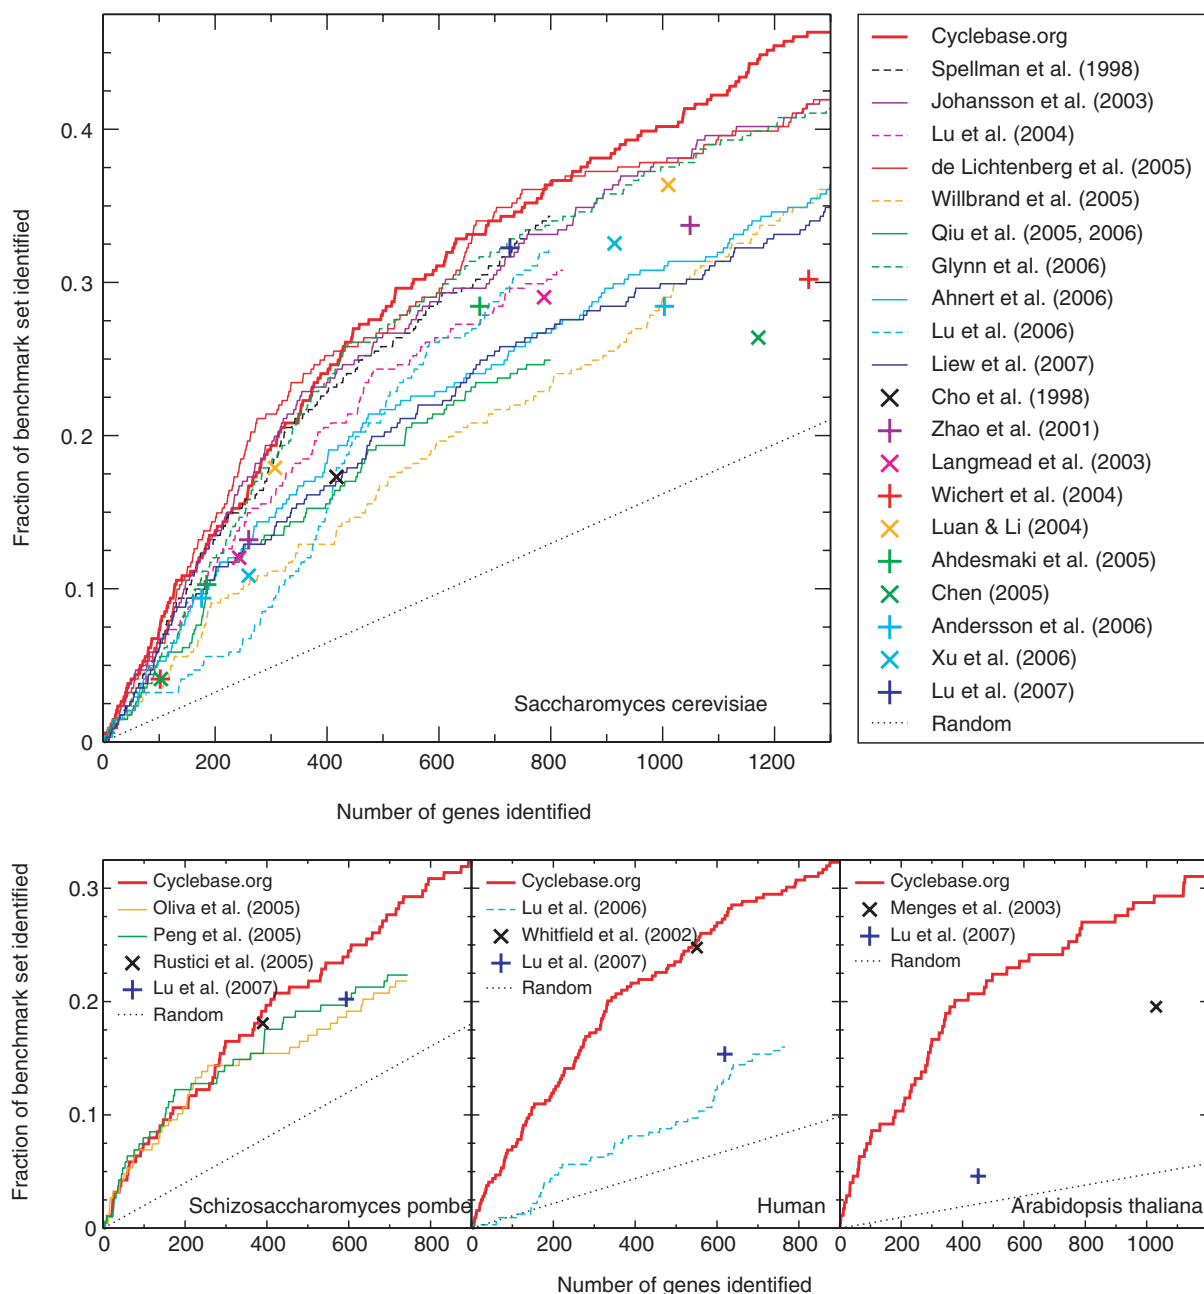 Fraction of benchmark set identified
0.4
0.3
0.2
0.1
0
0 200 400 600 800 1000 1200
Saccharomyces cerevisiae
Number of genes identified
Cyclebase.org
Spellman et al. (1998)
Johansson et al. (2003)
Lu et al. (2004)
de Lichtenberg et al. (2005)
Willbrand et al. (2005)
Qiu et al. (2005, 2006)
Glynn et al. (2006)
Ahnert et al. (2006)
Lu et al. (2006)
Liew et al. (2007)
Cho et al. (1998)
Zhao et al. (2001)
Langmead et al. (2003)
Wichert et al. (2004)
Luan & Li (2004)
Ahdesmaki et al. (2005)
Chen (2005)
Andersson et al. (2006)
Xu et al. (2006)
Lu et al. (2007)
Random
Fraction of benchmark set identified
0.3
0.2
0.1
0
Cyclebase.org
Oliva et al. (2005)
Peng et al. (2005)
Rustici et al. (2005)
Lu et al. (2007)
Random
Schizosaccharomyces pombe
0 200 400 600 800
Cyclebase.org
Lu et al. (2006)
Whitfield et al. (2002)
Lu et al. (2007)
Random
Human
0 200 400 600 800
Cyclebase.org
Menges et al. (2003)
Lu et al. (2007)
Random
Arabidopsis thaliana
0 200 400 600 800 1000
Number of genes identified